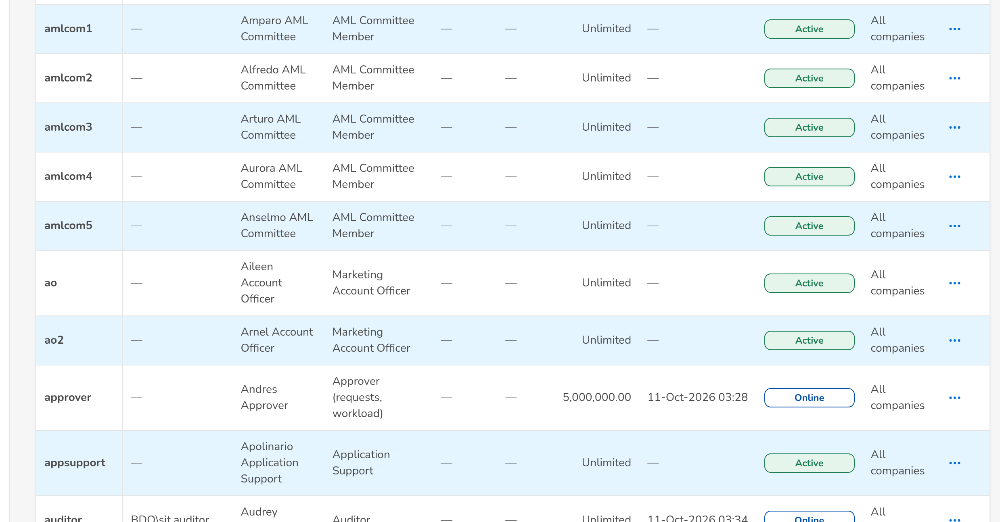 amlcom1 — Amparo AML Committee AML Committee Member — — Unlimited — Active All companies ...
amlcom2 — Alfredo AML Committee AML Committee Member — — Unlimited — Active All companies ...
amlcom3 — Arturo AML Committee AML Committee Member — — Unlimited — Active All companies ...
amlcom4 — Aurora AML Committee AML Committee Member — — Unlimited — Active All companies ...
amlcom5 — Anselmo AML Committee AML Committee Member — — Unlimited — Active All companies ...
ao — Aileen Account Officer Marketing Account Officer — — Unlimited — Active All companies ...
ao2 — Arnel Account Officer Marketing Account Officer — — Unlimited — Active All companies ...
approver — Andres Approver Approver (requests, workload) — — 5,000,000.00 11-Oct-2026 03:28 Online All companies ...
appsupport — Apolinario Application Support Application Support — — Unlimited — Active All companies ...
auditor BDO\sit.auditor Audrey Auditor — — Unlimited 11-Oct-2026 03:34 Online All ...